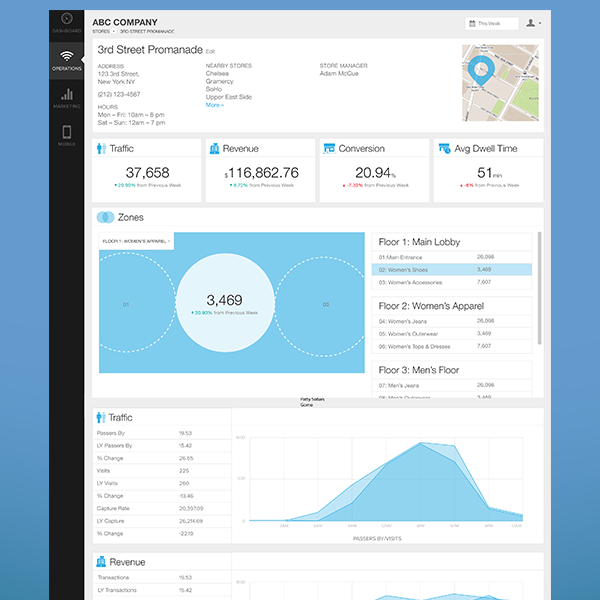 DASHBOARD
OPERATIONS
MARKETING
MOBILE
ABC COMPANY
STORES • 3RD STREET PROMANADE
This Week
3rd Street Promanade Edit
ADDRESS
123 3rd Street,
New York NY
(212) 123-4567
HOURS
Mon – Fri: 10am – 8 pm
Sat – Sun: 12am – 7 pm
NEARBY STORES
Chelsea
Gramercy
SoHo
Upper East Side
More
STORE MANAGER
Adam McCue
Traffic
37,658
20.93% from Previous Week
Revenue
$116,862.76
8.72% from Previous Week
Conversion
20.94%
-7.33% from Previous Week
Avg Dwell Time
51 min
-8% from Previous Week
Zones
FLOOR 1: WOMEN'S APPAREL
01
3,469
20.93% from Previous Week
03
Floor 1: Main Lobby
01: Main Entrance 26,098
02: Women's Shoes 3,469
03: Women's Accessories 7,607
Floor 2: Women's Apparel
04: Women's Jeans 26,098
05: Women's Outerwear 3,469
06: Women's Tops & Dresses 7,607
Floor 3: Men's Floor
07: Men's Jeans 26,098
08: Men's Outerwear 3,469
Patty Salters
Traffic
Passers By 19.53
LY Passers By 15.42
% Change 26.65
Visits 225
LY Visits 260
% Change -13.46
Capture Rate 20,397.09
LY Capture 26,214.69
% Change -22.19
PASSERS BY/VISITS
Revenue
Transactions 19.53
LY Transactions 15.42